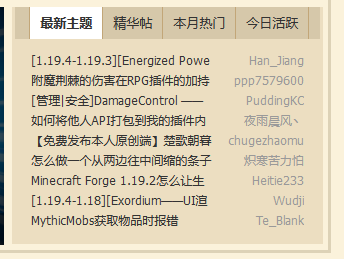 最新主题 精华帖 本月热门 今日活跃
[1.19.4-1.19.3][Energized Powe Han_Jiang
附魔荆棘的伤害在RPG插件的加持 ppp7579600
[管理|安全]DamageControl —— PuddingKC
如何将他人API打包到我的插件内 夜雨晨风丶
【免费发布本人原创端】楚歌朝暮 chugezhaomu
怎么做一个从两边往中间缩的条子 炽寒苦力怕
Minecraft Forge 1.19.2怎么让生 Heitie233
[1.19.4-1.18][Exordium——UI渲 Wudji
MythicMobs获取物品时报错 Te_Blank